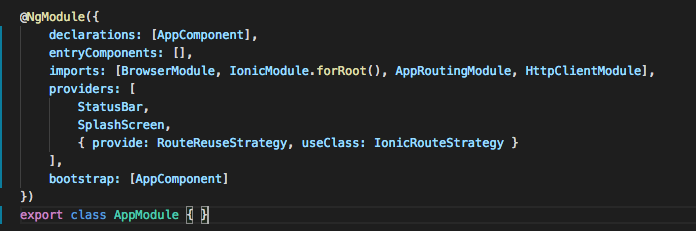 @NgModule({
    declarations: [AppComponent],
    entryComponents: [],
    imports: [BrowserModule, IonicModule.forRoot(), AppRoutingModule, HttpClientModule],
    providers: [
        StatusBar,
        SplashScreen,
        { provide: RouteReuseStrategy, useClass: IonicRouteStrategy }
    ],
    bootstrap: [AppComponent]
})
export class AppModule { }